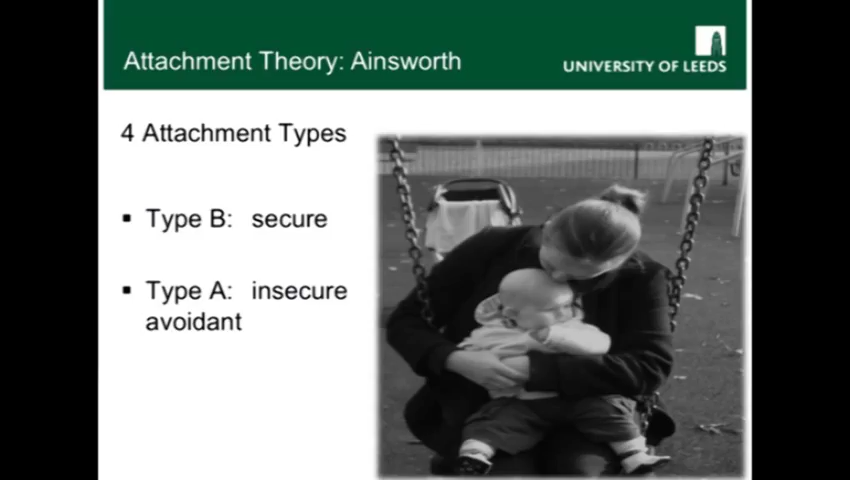 Attachment Theory: Ainsworth
UNIVERSITY OF LEEDS
4 Attachment Types
▪ Type B: secure
▪ Type A: insecure
avoidant